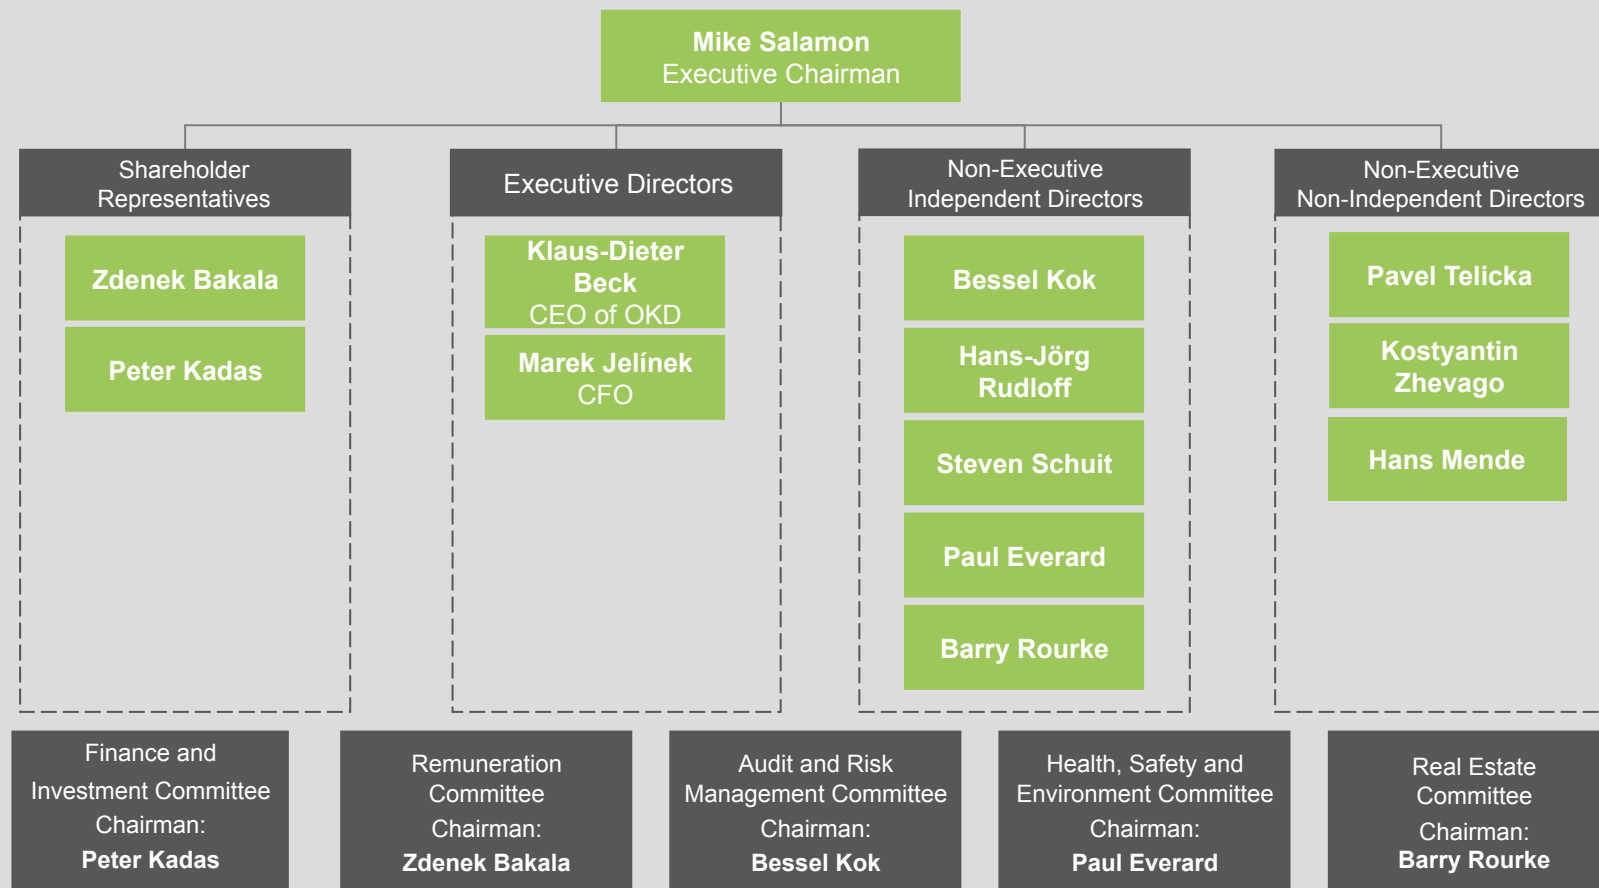 Mike Salamon
Executive Chairman
Shareholder
Representatives
Zdenek Bakala
Peter Kadas
Executive Directors
Klaus-Dieter
Beck
CEO of OKD
Marek Jelínek
CFO
Non-Executive
Independent Directors
Bessel Kok
Hans-Jörg
Rudloff
Steven Schuit
Paul Everard
Barry Rourke
Non-Executive
Non-Independent Directors
Pavel Telicka
Kostyantin
Zhevago
Hans Mende
Finance and
Investment Committee
Chairman:
Peter Kadas
Remuneration
Committee
Chairman:
Zdenek Bakala
Audit and Risk
Management Committee
Chairman:
Bessel Kok
Health, Safety and
Environment Committee
Chairman:
Paul Everard
Real Estate
Committee
Chairman:
Barry Rourke